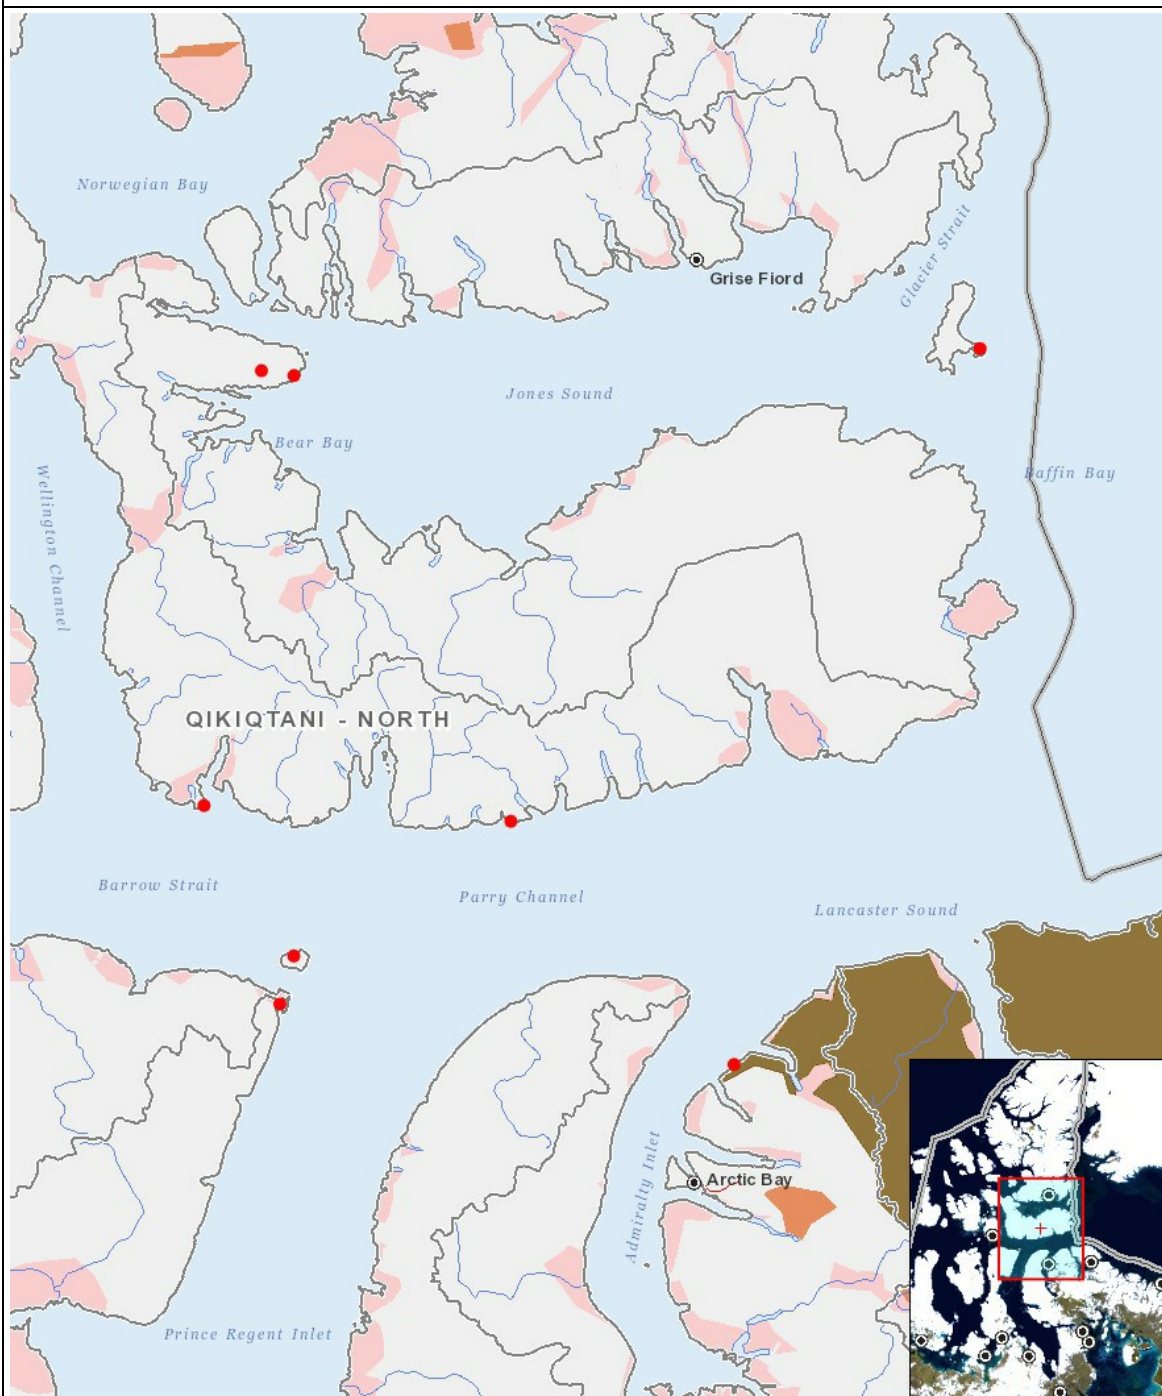 Norwegian Bay
Glacier Strait
Grise Fiord
Jones Sound
Bear Bay
Baffin Bay
Wellington Channel
QIKIQTANI - NORTH
Barrow Strait
Parry Channel
Lancaster Sound
Admiralty Inlet
Arctic Bay
Prince Regent Inlet